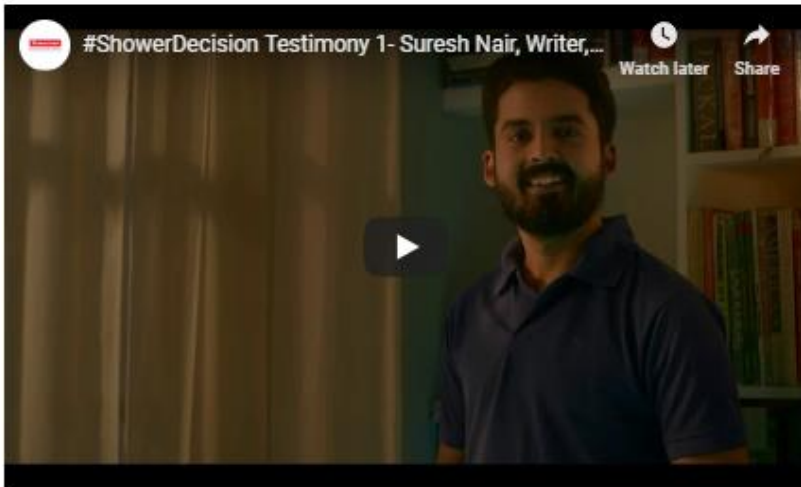 #ShowerDecision Testimony 1- Suresh Nair, Writer,...
Watch later
Share